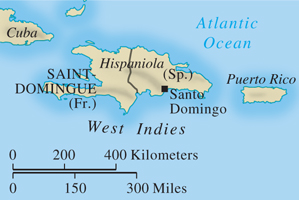 Atlantic
Ocean
Cuba
Hispaniola
SAINT-
DOMINGUE
(Fr.)
(Sp.)
Puerto Rico
Santo
Domingo
West Indies
0 200 400 Kilometers
0 150 300 Miles